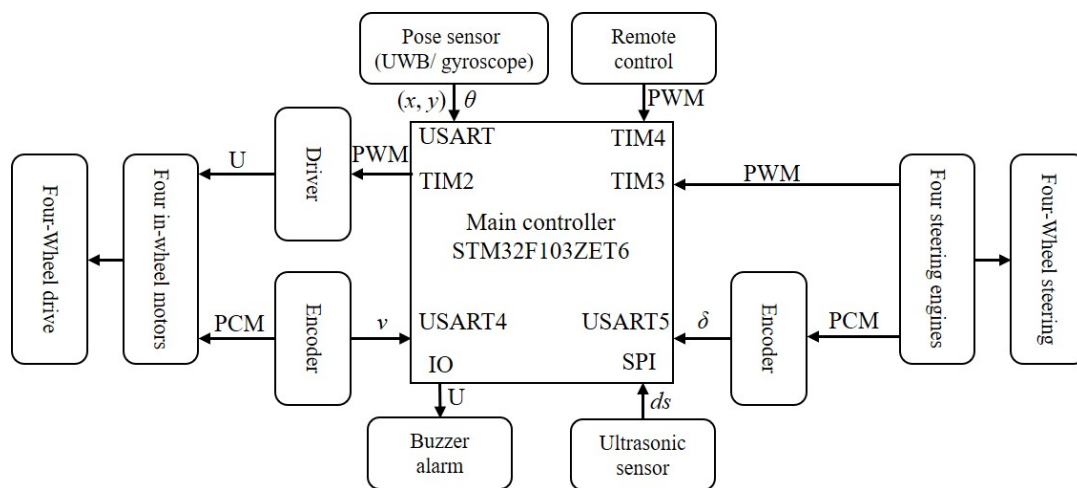 Pose sensor
(UWB/ gyroscope)
Remote
control
(x, y)
θ
PWM
USART
TIM4
U
Driver
PWM
TIM2
TIM3
PWM
Four-Wheel drive
Four in-wheel motors
Main controller
STM32F103ZET6
Four steering engines
Four-Wheel steering
PCM
Encoder
v
USART4
USART5
δ
Encoder
PCM
IO
SPI
U
ds
Buzzer
alarm
Ultrasonic
sensor